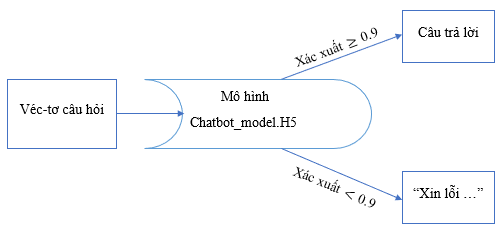 Véc-tơ câu hỏi
Mô hình
Chatbot_model.H5
Xác xuất ≥ 0.9
Câu trả lời
Xác xuất < 0.9
“Xin lỗi …”